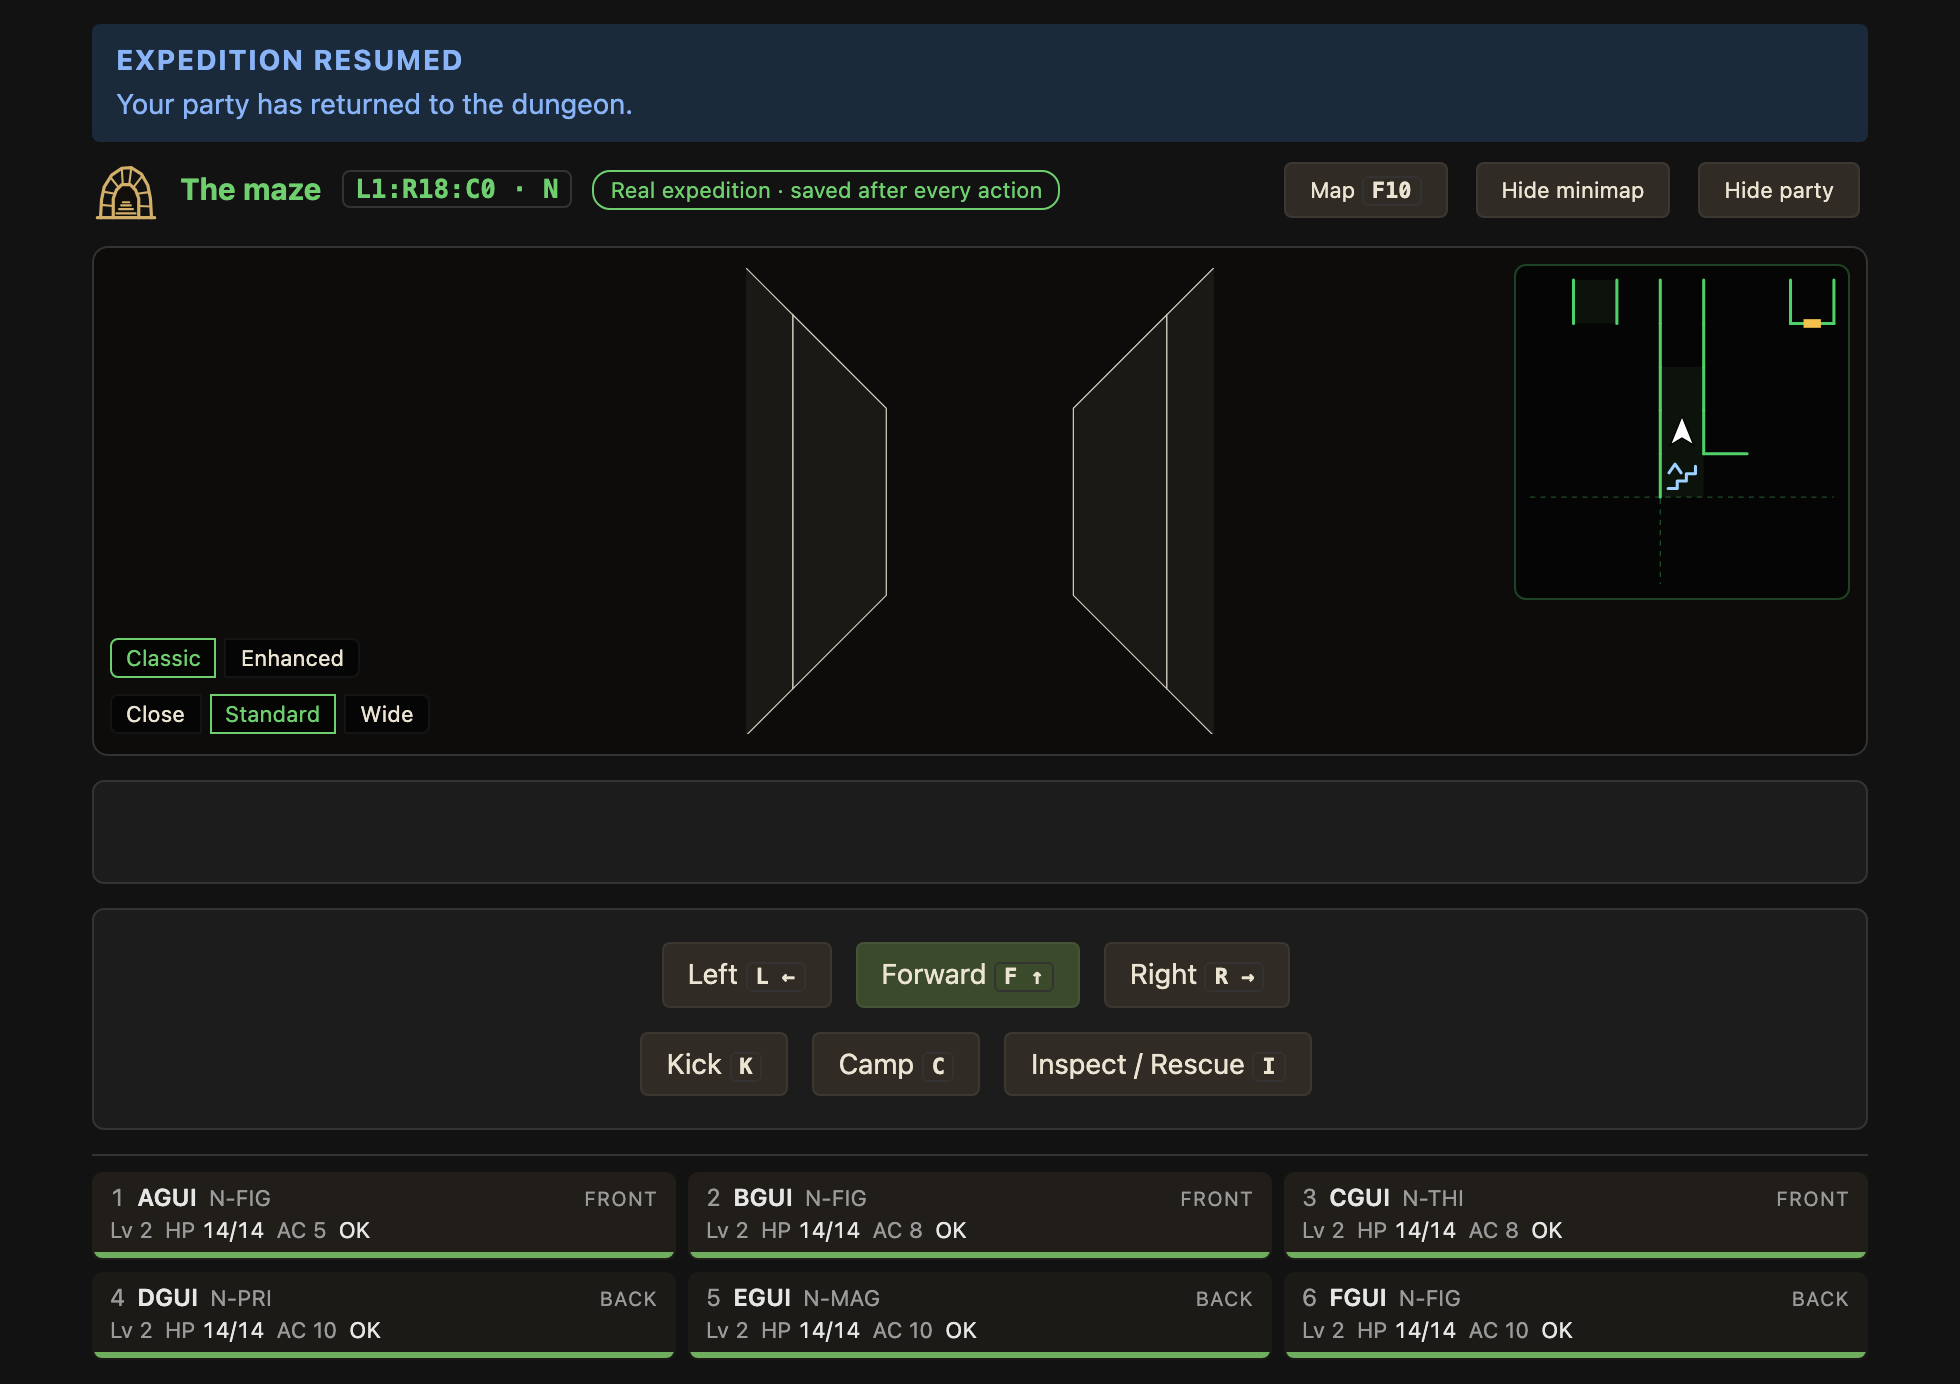 EXPEDITION RESUMED
Your party has returned to the dungeon.
The maze L1:R18:C0 · N Real expedition · saved after every action Map F10 Hide minimap Hide party
Classic Enhanced
Close Standard Wide
Left L ← Forward F ↑ Right R →
Kick K Camp C Inspect / Rescue I
1 AGUI N-FIG FRONT
Lv 2 HP 14/14 AC 5 OK
2 BGUI N-FIG FRONT
Lv 2 HP 14/14 AC 8 OK
3 CGUI N-THI FRONT
Lv 2 HP 14/14 AC 8 OK
4 DGUI N-PRI BACK
Lv 2 HP 14/14 AC 10 OK
5 EGUI N-MAG BACK
Lv 2 HP 14/14 AC 10 OK
6 FGUI N-FIG BACK
Lv 2 HP 14/14 AC 10 OK